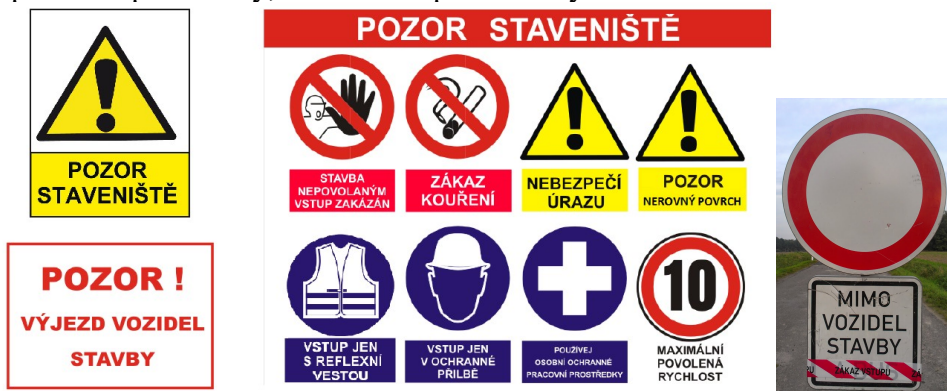 POZOR
STAVENIŠTĚ
POZOR !
VÝJEZD VOZIDEL
STAVBY
POZOR STAVENIŠTĚ
STAVBA
NEPOVOLANÝM
VSTUP ZAKÁZÁN
ZÁKAZ
KOUŘENÍ
NEBEZPEČÍ
ÚRAZU
POZOR
NEROVNÝ POVRCH
VSTUP JEN
S REFLEXNÍ
VESTOU
VSTUP JEN
V OCHRANNÉ
PŘILBĚ
POUŽÍVEJ
OSOBNÍ OCHRANNÉ
PRACOVNÍ PROSTŘEDKY
10
MAXIMÁLNÍ
POVOLENÁ
RYCHLOST
MIMO
VOZIDEL
STAVBY
ZÁKAZ VSTUPU